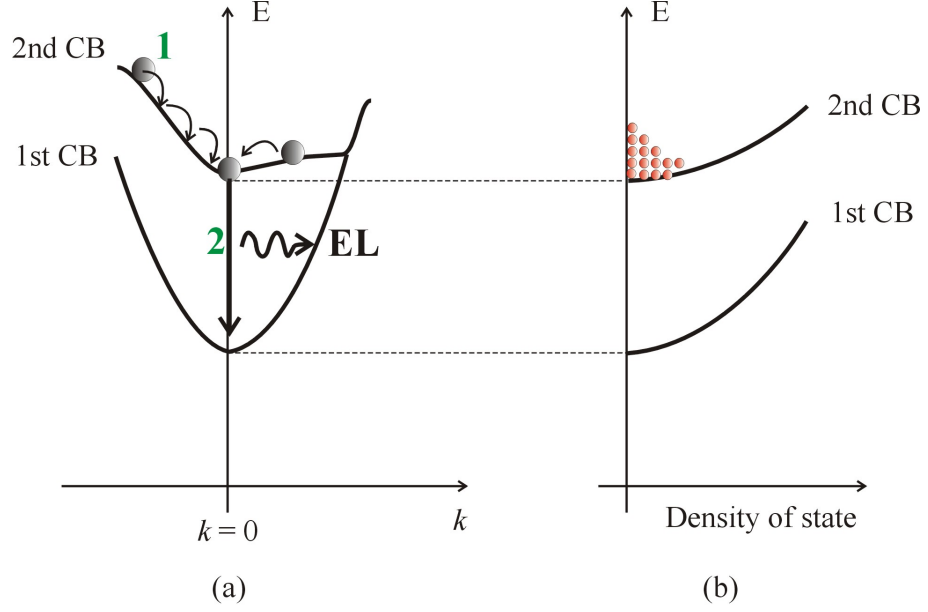 E
2nd CB
1
1st CB
2
EL
k = 0
k
(a)
E
2nd CB
1st CB
Density of state
(b)